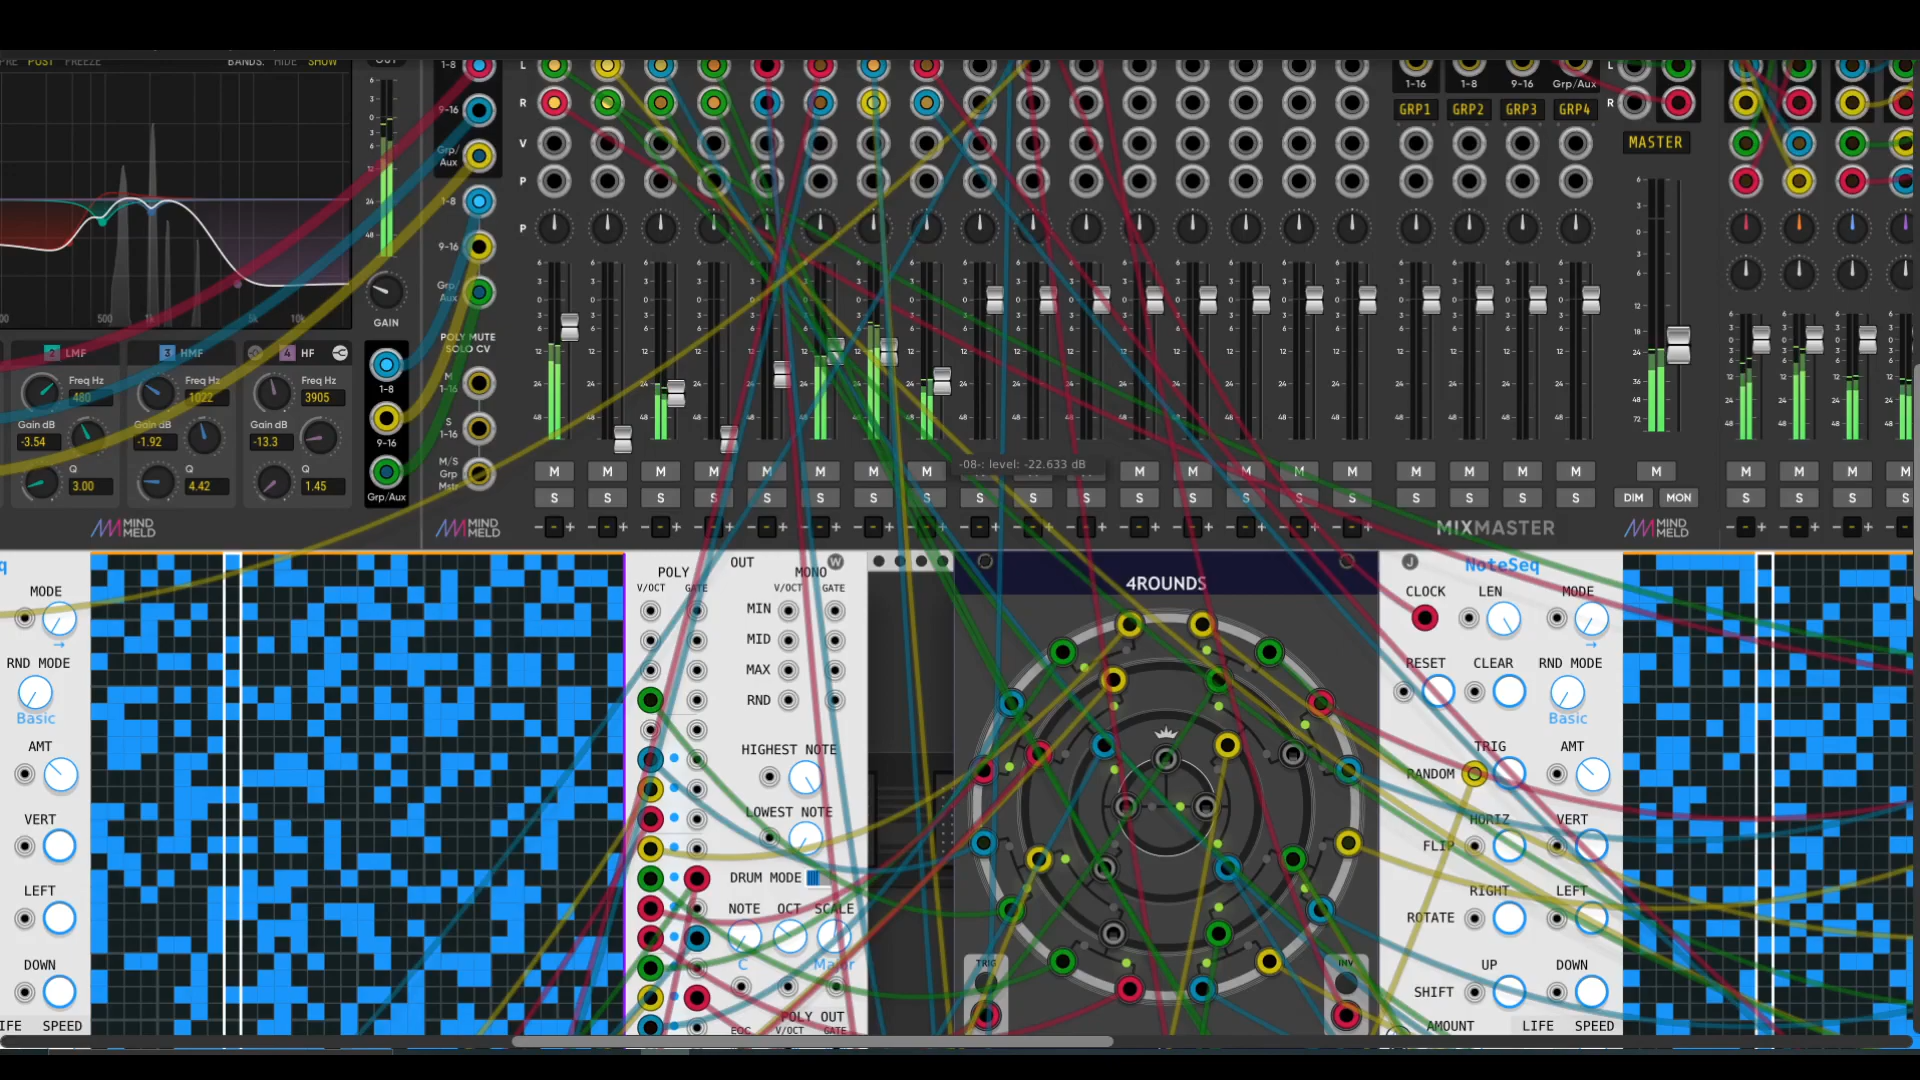 PRE POST FREEZE
BANDS: HIDE SHOW
OUT
GAIN
2 LMF
3 HMF
4 HF
Freq Hz
480
Freq Hz
1022
Freq Hz
3905
Gain dB
-3.54
Gain dB
-1.92
Gain dB
-13.3
Q
3.00
Q
4.42
Q
1.45
500 1k 5k 10k
MIND
MELD
1-8
9-16
Grp/Aux
1-8
9-16
Grp/
Aux
1-8
9-16
Grp/
Aux
POLY MUTE
SOLO CV
M
1-16
S
1-16
M/S
Grp
Mstr
MIND
MELD
L
R
V
P
P
1-16 1-8 9-16 Grp/Aux
GRP1 GRP2 GRP3 GRP4
L
R
MASTER
-08-: level: -22.633 dB
M
S
DIM MON
MIXMASTER
MIND
MELD
MODE
RND MODE
Basic
AMT
VERT
LEFT
DOWN
IFE SPEED
OUT
POLY MONO
V/OCT GATE V/OCT GATE
MIN
MID
MAX
RND
HIGHEST NOTE
LOWEST NOTE
DRUM MODE
NOTE OCT SCALE
C Major
POLY OUT
EOC V/OCT GATE
W
4ROUNDS
TRIG
INV
J
NoteSeq
CLOCK LEN MODE
RESET CLEAR RND MODE
Basic
TRIG AMT
RANDOM
HORIZ VERT
FLIP
RIGHT LEFT
ROTATE
UP DOWN
SHIFT
AMOUNT LIFE SPEED